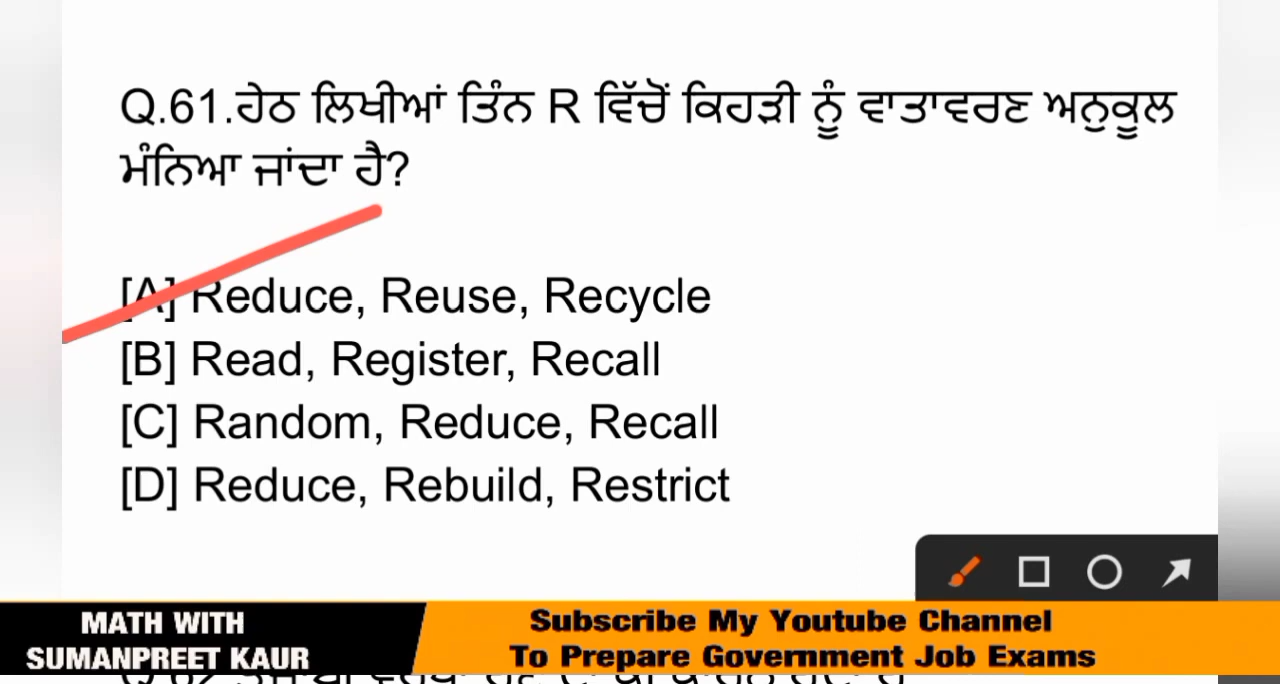 Q.61.ਹੇਠ ਲਿਖੀਆਂ ਤਿੰਨ R ਵਿੱਚੋਂ ਕਿਹੜੀ ਨੂੰ ਵਾਤਾਵਰਣ ਅਨੁਕੂਲ
ਮੰਨਿਆ ਜਾਂਦਾ ਹੈ?
[A] Reduce, Reuse, Recycle
[B] Read, Register, Recall
[C] Random, Reduce, Recall
[D] Reduce, Rebuild, Restrict
MATH WITH
SUMANPREET KAUR
Subscribe My Youtube Channel
To Prepare Government Job Exams